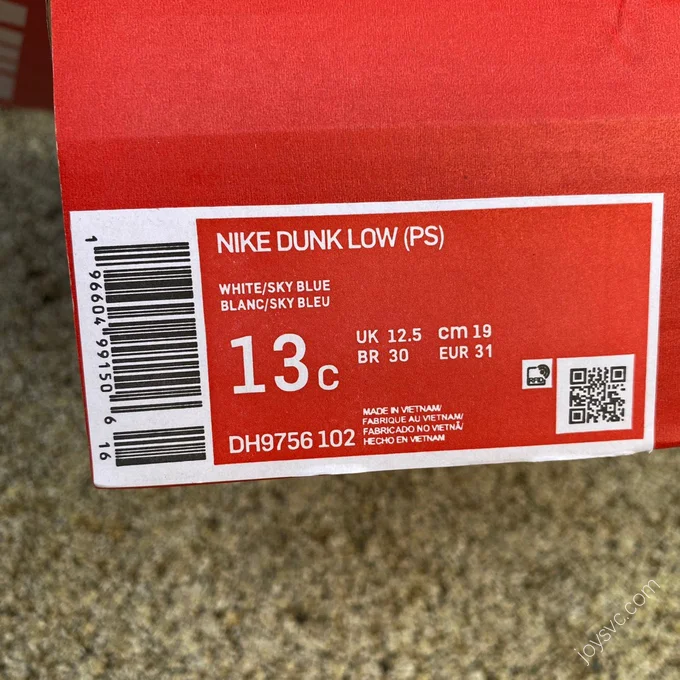 NIKE DUNK LOW (PS)
WHITE/SKY BLUE
BLANC/SKY BLEU
13C
UK 12.5 cm 19
BR 30 EUR 31
MADE IN VIETNAM/
FABRIQUE AU VIETNAM/
FABRICADO NO VIETNÃ/
HECHO EN VIETNAM
DH9756 102
1 96604 99150 6 16
joysvc.com